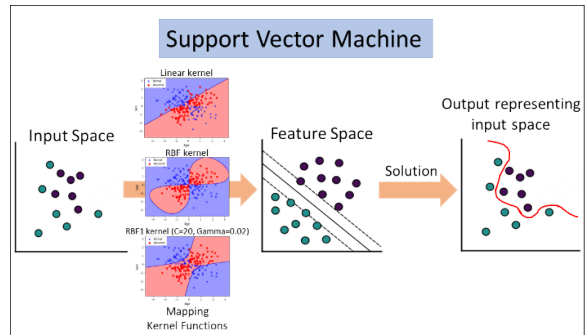 Support Vector Machine
Linear kernel
Input Space
RBF kernel
RBF1 kernel (C=20, Gamma=0.02)
Age
Mapping
Kernel Functions
Feature Space
Solution
Output representing
input space